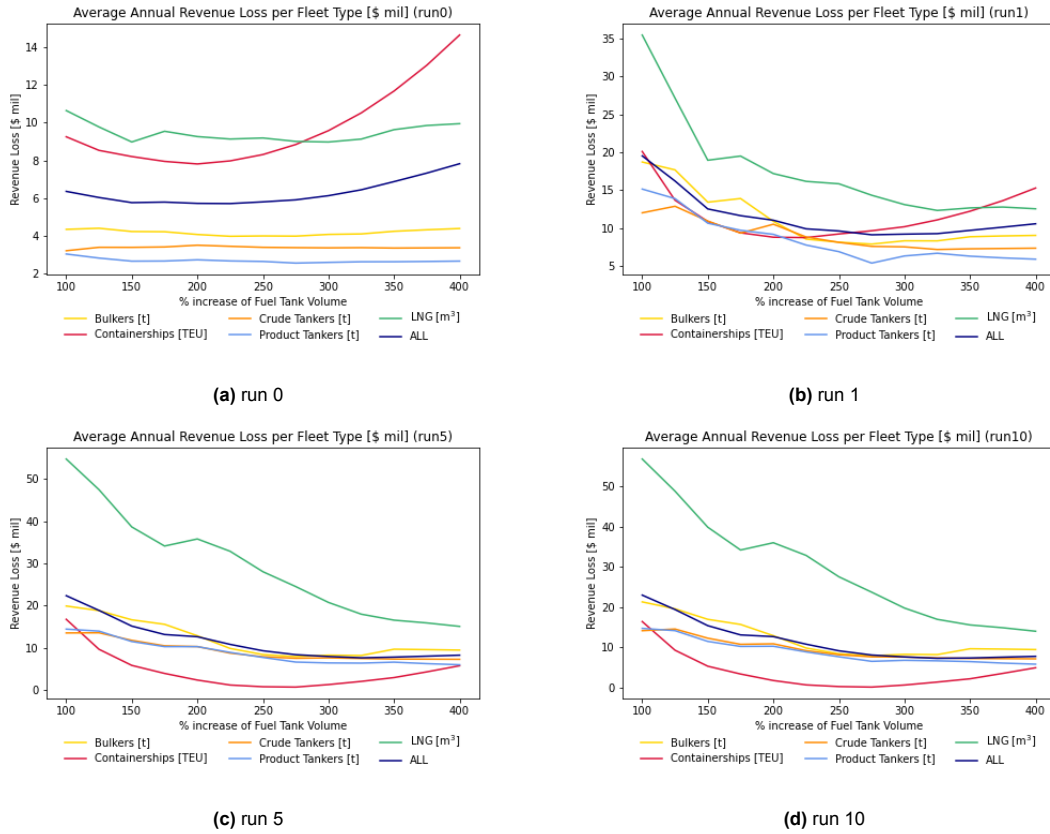 Average Annual Revenue Loss per Fleet Type [$ mil] (run0)
Revenue Loss [$ mil]
14
12
10
8
6
4
2
100 150 200 250 300 350 400
% increase of Fuel Tank Volume
Bulkers [t] Crude Tankers [t] LNG [m³]
Containerships [TEU] Product Tankers [t] ALL
(a) run 0
Average Annual Revenue Loss per Fleet Type [$ mil] (run1)
Revenue Loss [$ mil]
35
30
25
20
15
10
5
100 150 200 250 300 350 400
% increase of Fuel Tank Volume
Bulkers [t] Crude Tankers [t] LNG [m³]
Containerships [TEU] Product Tankers [t] ALL
(b) run 1
Average Annual Revenue Loss per Fleet Type [$ mil] (run5)
Revenue Loss [$ mil]
50
40
30
20
10
0
100 150 200 250 300 350 400
% increase of Fuel Tank Volume
Bulkers [t] Crude Tankers [t] LNG [m³]
Containerships [TEU] Product Tankers [t] ALL
(c) run 5
Average Annual Revenue Loss per Fleet Type [$ mil] (run10)
Revenue Loss [$ mil]
50
40
30
20
10
0
100 150 200 250 300 350 400
% increase of Fuel Tank Volume
Bulkers [t] Crude Tankers [t] LNG [m³]
Containerships [TEU] Product Tankers [t] ALL
(d) run 10